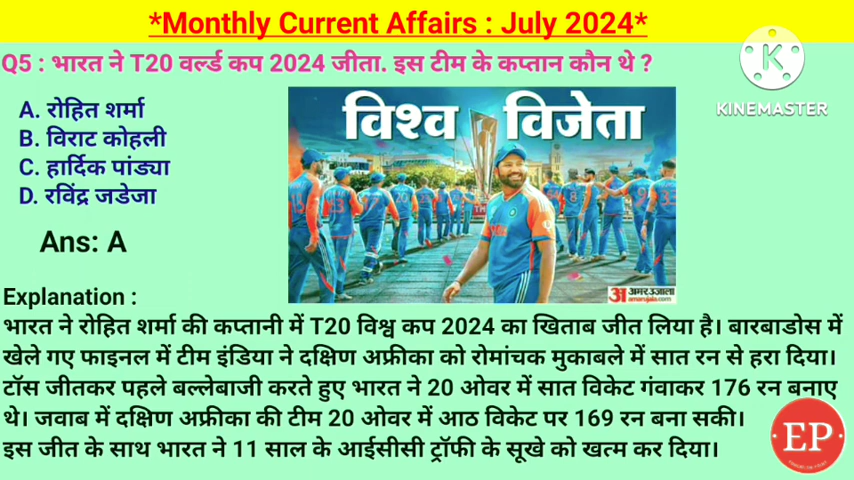 *Monthly Current Affairs : July 2024*
Q5 : भारत ने T20 वर्ल्ड कप 2024 जीता. इस टीम के कप्तान कौन थे ?
K
KINEMASTER
A. रोहित शर्मा
B. विराट कोहली
C. हार्दिक पांड्या
D. रविंद्र जडेजा
Ans: A
विश्व विजेता
अमर उजाला
amarujala.com
Explanation :
भारत ने रोहित शर्मा की कप्तानी में T20 विश्व कप 2024 का खिताब जीत लिया है। बारबाडोस में
खेले गए फाइनल में टीम इंडिया ने दक्षिण अफ्रीका को रोमांचक मुकाबले में सात रन से हरा दिया।
टॉस जीतकर पहले बल्लेबाजी करते हुए भारत ने 20 ओवर में सात विकेट गंवाकर 176 रन बनाए
थे। जवाब में दक्षिण अफ्रीका की टीम 20 ओवर में आठ विकेट पर 169 रन बना सकी।
इस जीत के साथ भारत ने 11 साल के आईसीसी ट्रॉफी के सूखे को खत्म कर दिया।
EP